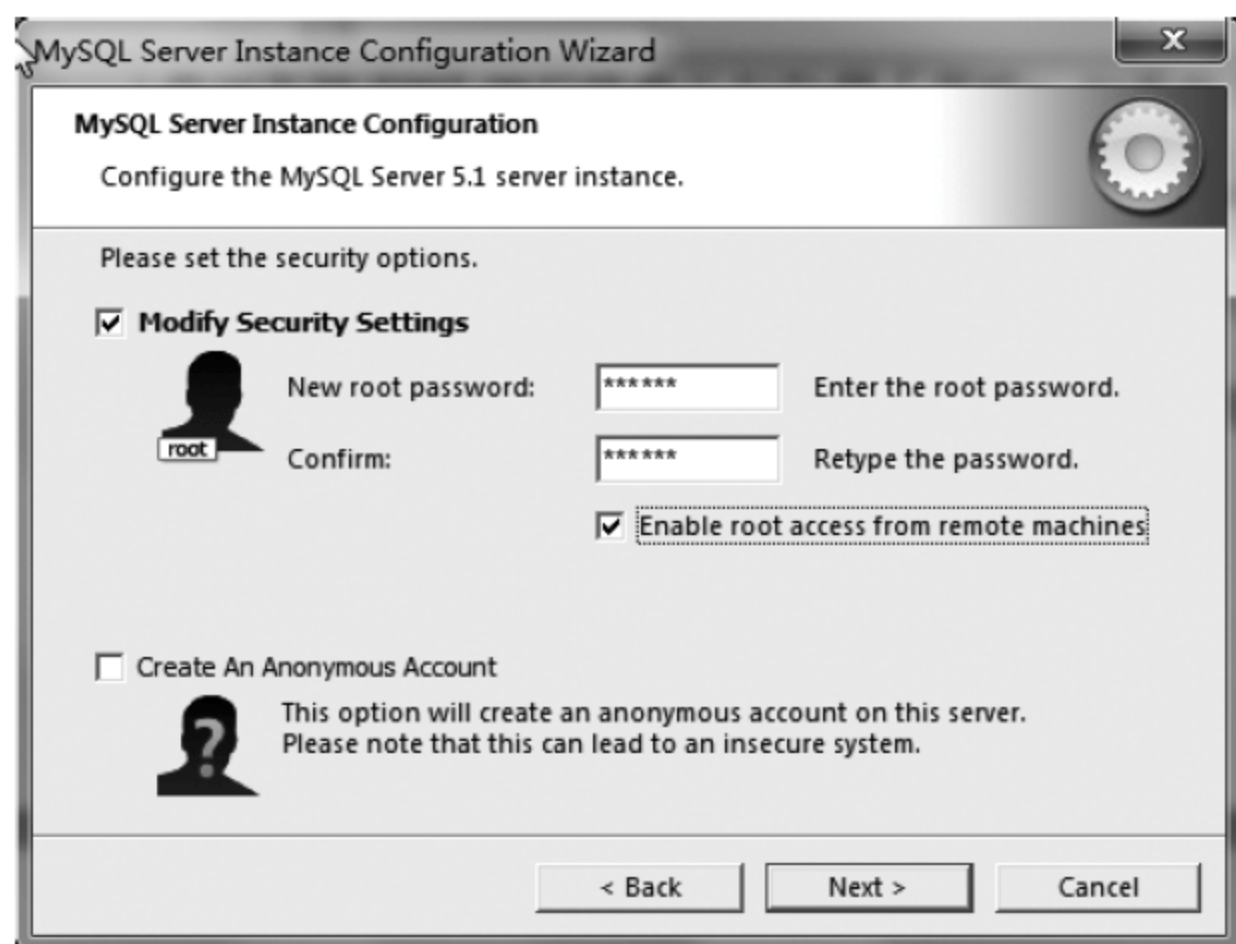 MySQL Server Instance Configuration Wizard
x
MySQL Server Instance Configuration
Configure the MySQL Server 5.1 server instance.
Please set the security options.
Modify Security Settings
New root password: ****** Enter the root password.
root
Confirm: ****** Retype the password.
Enable root access from remote machines
Create An Anonymous Account
?
This option will create an anonymous account on this server.
Please note that this can lead to an insecure system.
< Back Next > Cancel